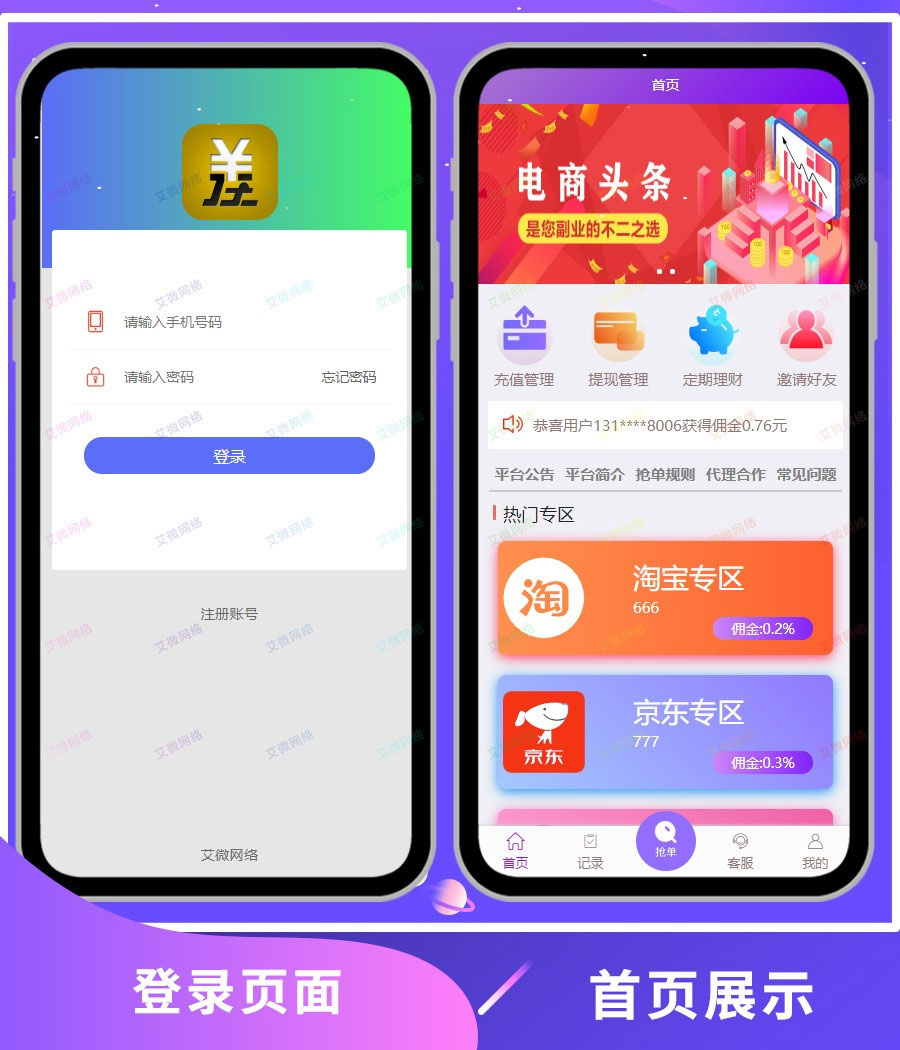 ¥
请输入手机号码
请输入密码
忘记密码
登录
注册账号
艾微网络
首页
电商头条
是您副业的不二之选
充值管理
提现管理
定期理财
邀请好友
恭喜用户131****8006获得佣金0.76元
平台公告 平台简介 抢单规则 代理合作 常见问题
热门专区
淘
淘宝专区
666
佣金:0.2%
京东
京东专区
777
佣金:0.3%
首页
记录
抢单
客服
我的
登录页面
首页展示